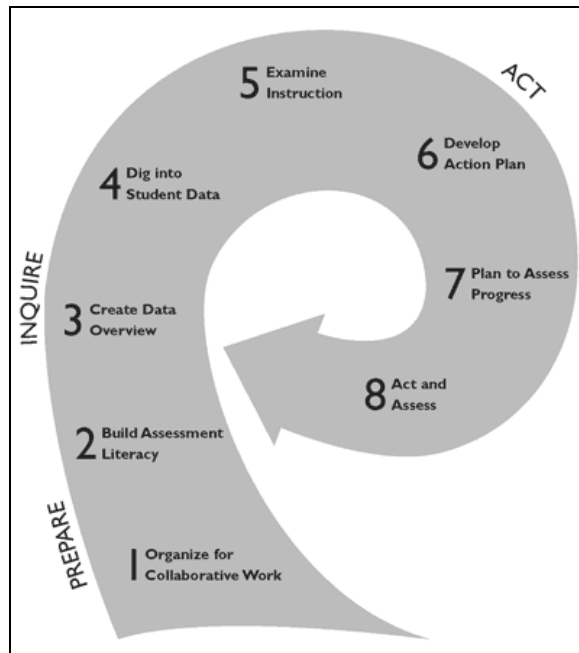 5 Examine
Instruction
ACT
6 Develop
Action Plan
4 Dig into
Student Data
7 Plan to Assess
Progress
INQUIRE
3 Create Data
Overview
8 Act and
Assess
2 Build Assessment
Literacy
PREPARE
1 Organize for
Collaborative Work